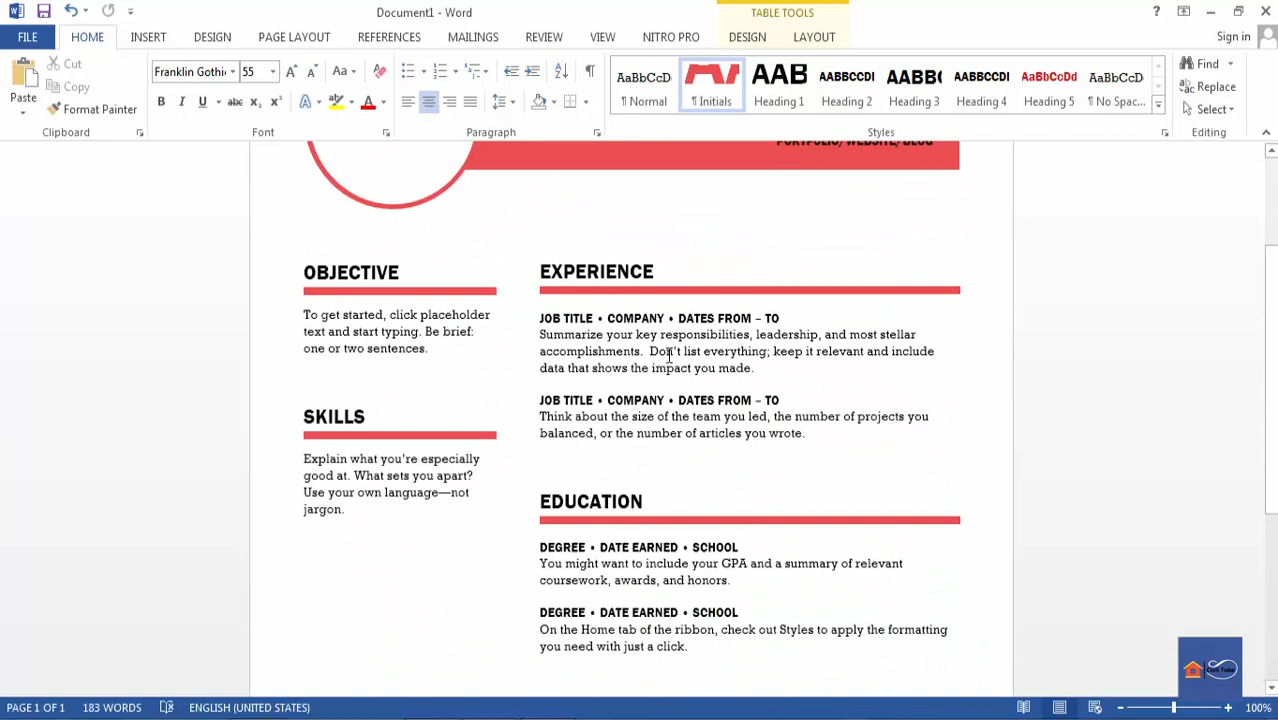 Document1 - Word
TABLE TOOLS
?
FILE
HOME
INSERT
DESIGN
PAGE LAYOUT
REFERENCES
MAILINGS
REVIEW
VIEW
NITRO PRO
DESIGN
LAYOUT
Sign in
Paste
Cut
Copy
Format Painter
Clipboard
Franklin Gothic
55
Font
Paragraph
AaBbCcD
¶ Normal
¶ Initials
AAB
Heading 1
AABBCCDI
Heading 2
AABBC
Heading 3
AABBCCDI
Heading 4
AaBbCcDd
Heading 5
AaBbCcD
¶ No Spac...
Styles
Find
Replace
Select
Editing
PORTFOLIO/WEBSITE/BLOG
OBJECTIVE
To get started, click placeholder
text and start typing. Be brief:
one or two sentences.
SKILLS
Explain what you're especially
good at. What sets you apart?
Use your own language—not
jargon.
EXPERIENCE
JOB TITLE • COMPANY • DATES FROM – TO
Summarize your key responsibilities, leadership, and most stellar
accomplishments.  Don't list everything; keep it relevant and include
data that shows the impact you made.
JOB TITLE • COMPANY • DATES FROM – TO
Think about the size of the team you led, the number of projects you
balanced, or the number of articles you wrote.
EDUCATION
DEGREE • DATE EARNED • SCHOOL
You might want to include your GPA and a summary of relevant
coursework, awards, and honors.
DEGREE • DATE EARNED • SCHOOL
On the Home tab of the ribbon, check out Styles to apply the formatting
you need with just a click.
Civil Tube
PAGE 1 OF 1
183 WORDS
ENGLISH (UNITED STATES)
100%